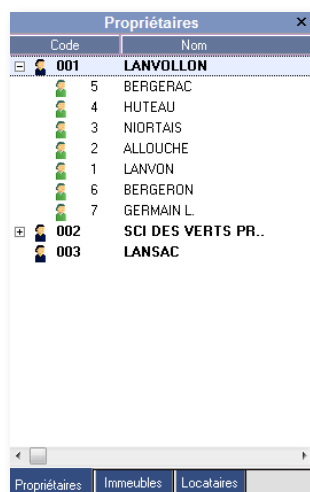 Propriétaires
Code Nom
001 LANVOLLON
5 BERGERAC
4 HUTEAU
3 NIORTAIS
2 ALLOUCHE
1 LANVON
6 BERGERON
7 GERMAIN L.
002 SCI DES VERTS PR..
003 LANSAC
Propriétaires Immeubles Locataires